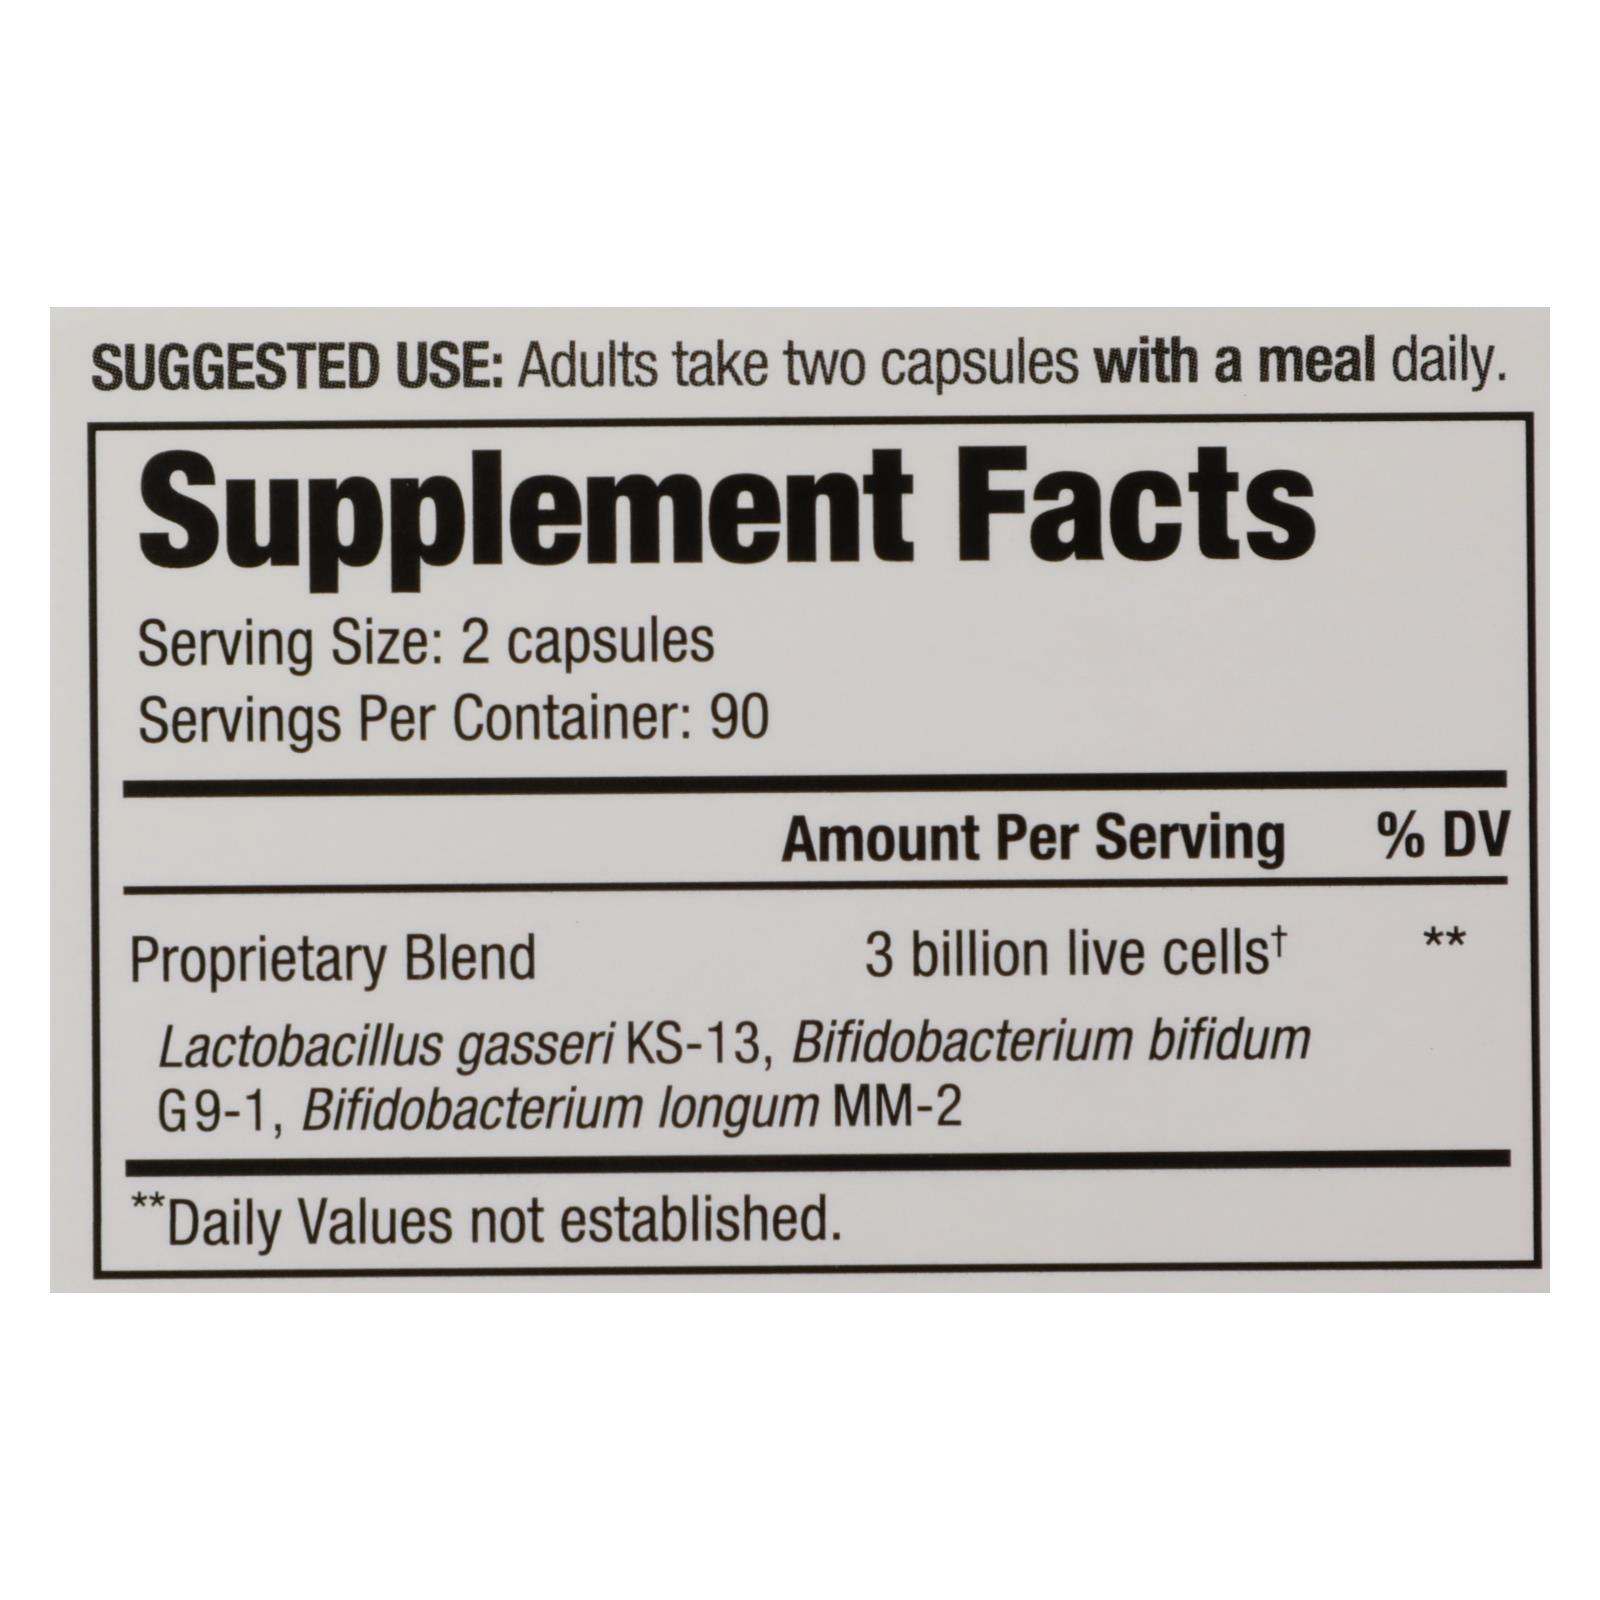 SUGGESTED USE: Adults take two capsules with a meal daily.
Supplement Facts
Serving Size: 2 capsules
Servings Per Container: 90
Amount Per Serving % DV
Proprietary Blend 3 billion live cells† **
Lactobacillus gasseri KS-13, Bifidobacterium bifidum
G9-1, Bifidobacterium longum MM-2
**Daily Values not established.